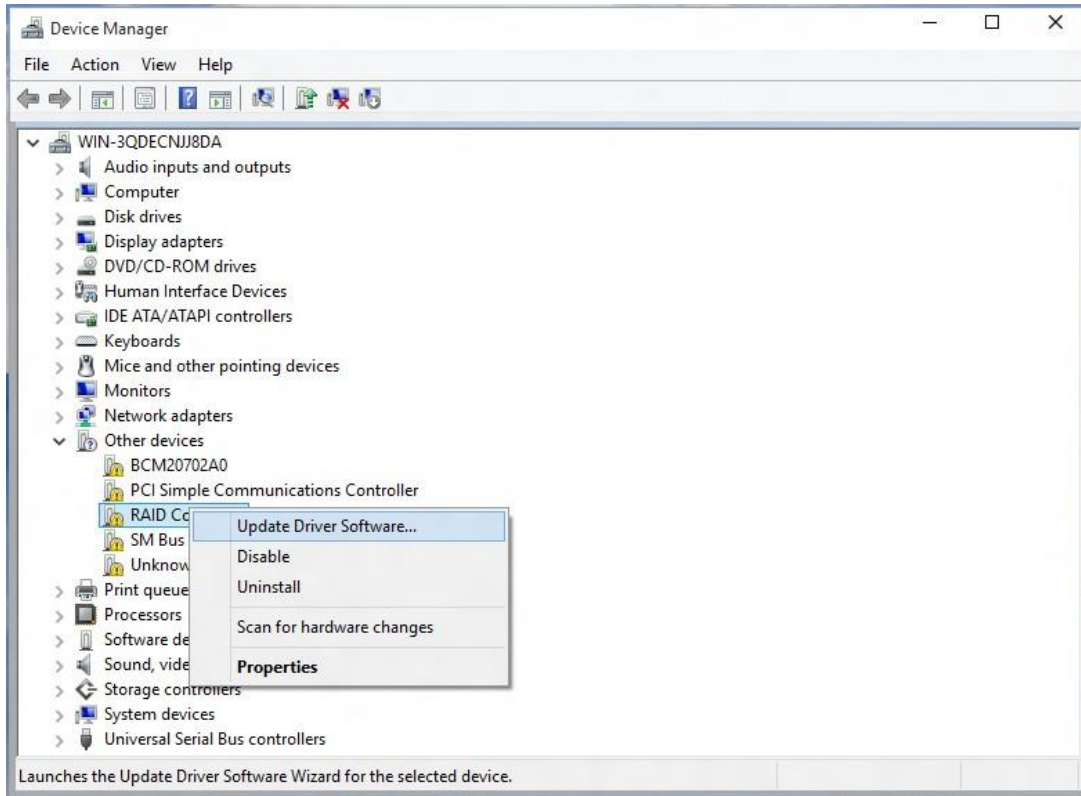 Device Manager
File Action View Help
WIN-3QDECNJJ8DA
Audio inputs and outputs
Computer
Disk drives
Display adapters
DVD/CD-ROM drives
Human Interface Devices
IDE ATA/ATAPI controllers
Keyboards
Mice and other pointing devices
Monitors
Network adapters
Other devices
BCM20702A0
PCI Simple Communications Controller
RAID Co
Update Driver Software...
SM Bus
Disable
Unknow
Uninstall
Print queue
Processors
Scan for hardware changes
Software de
Sound, vide
Properties
Storage controllers
System devices
Universal Serial Bus controllers
Launches the Update Driver Software Wizard for the selected device.